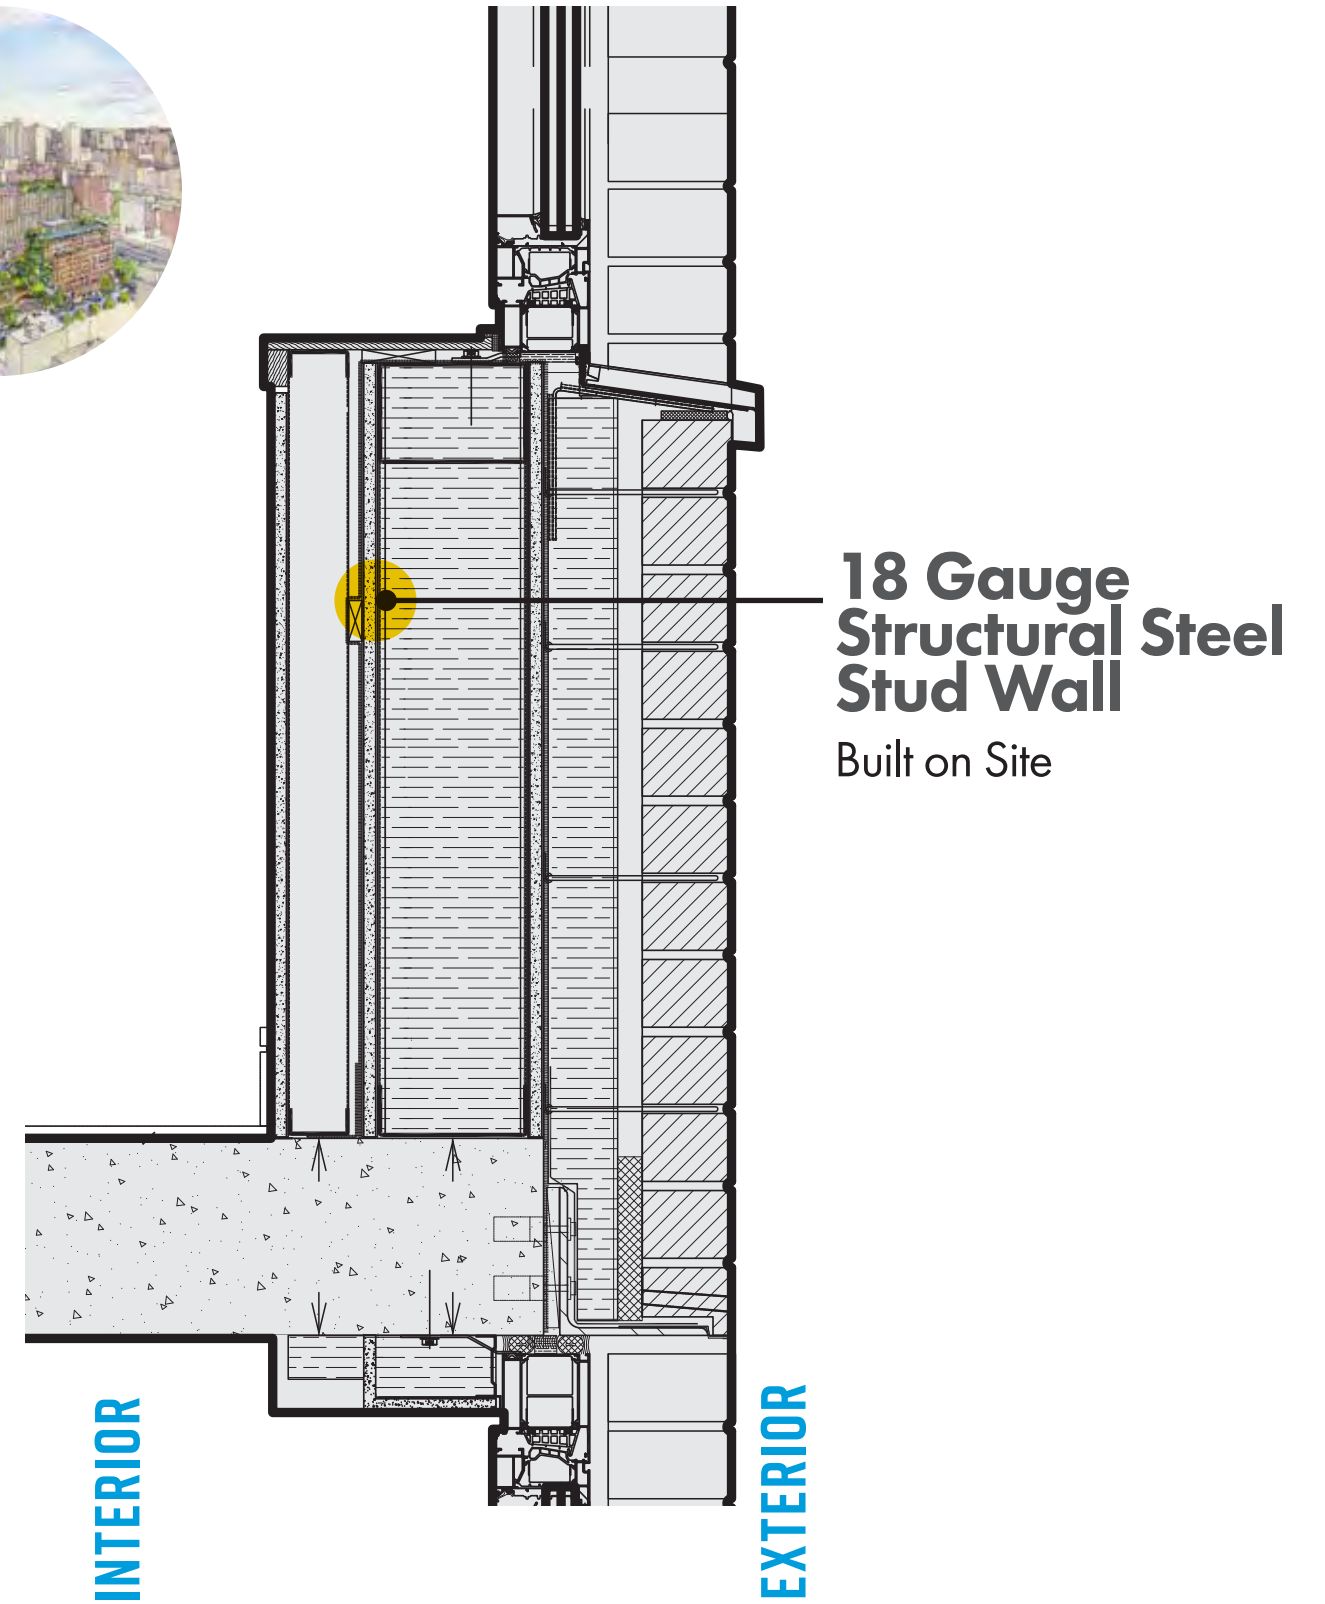 18 Gauge
Structural Steel
Stud Wall
Built on Site
INTERIOR
EXTERIOR